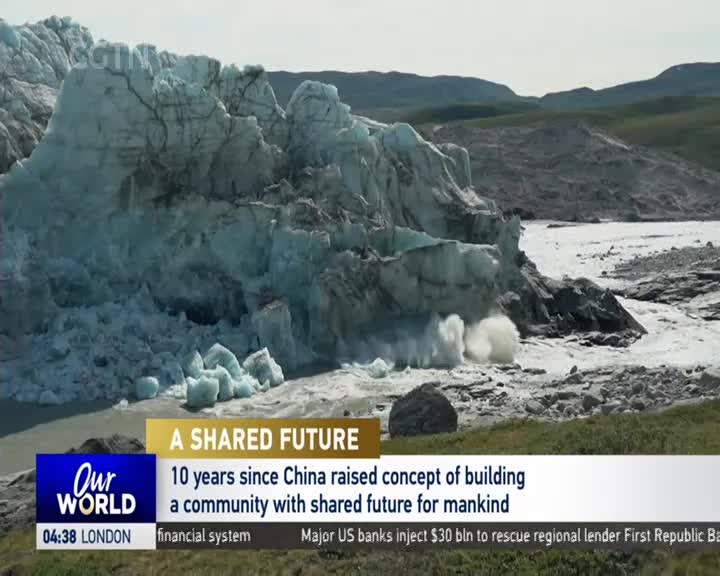 CGTN
A SHARED FUTURE
Our
WORLD
10 years since China raised concept of building
a community with shared future for mankind
04:38 LONDON
financial system Major US banks inject $30 bln to rescue regional lender First Republic Ba